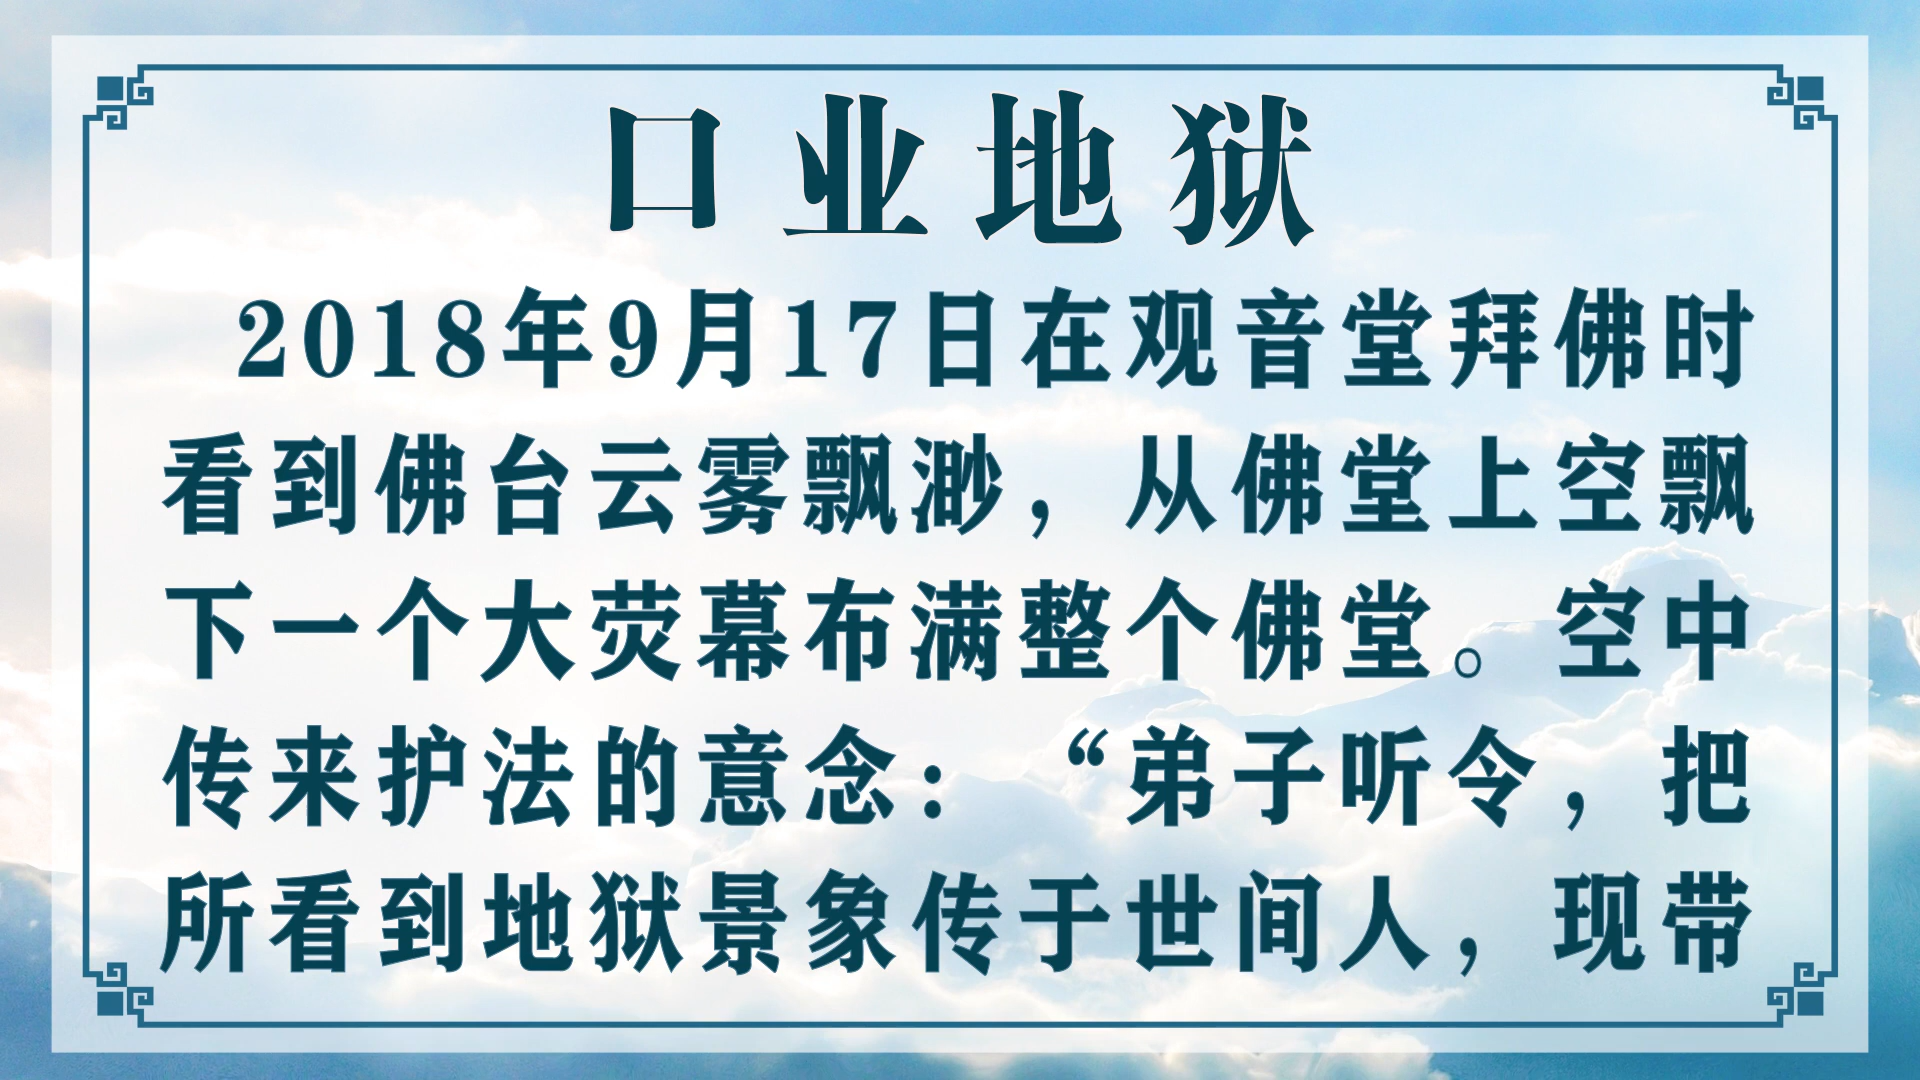 口业地狱
2018年9月17日在观音堂拜佛时
看到佛台云雾飘渺，从佛堂上空飘
下一个大荧幕布满整个佛堂。空中
传来护法的意念：“弟子听令，把
所看到地狱景象传于世间人，现带